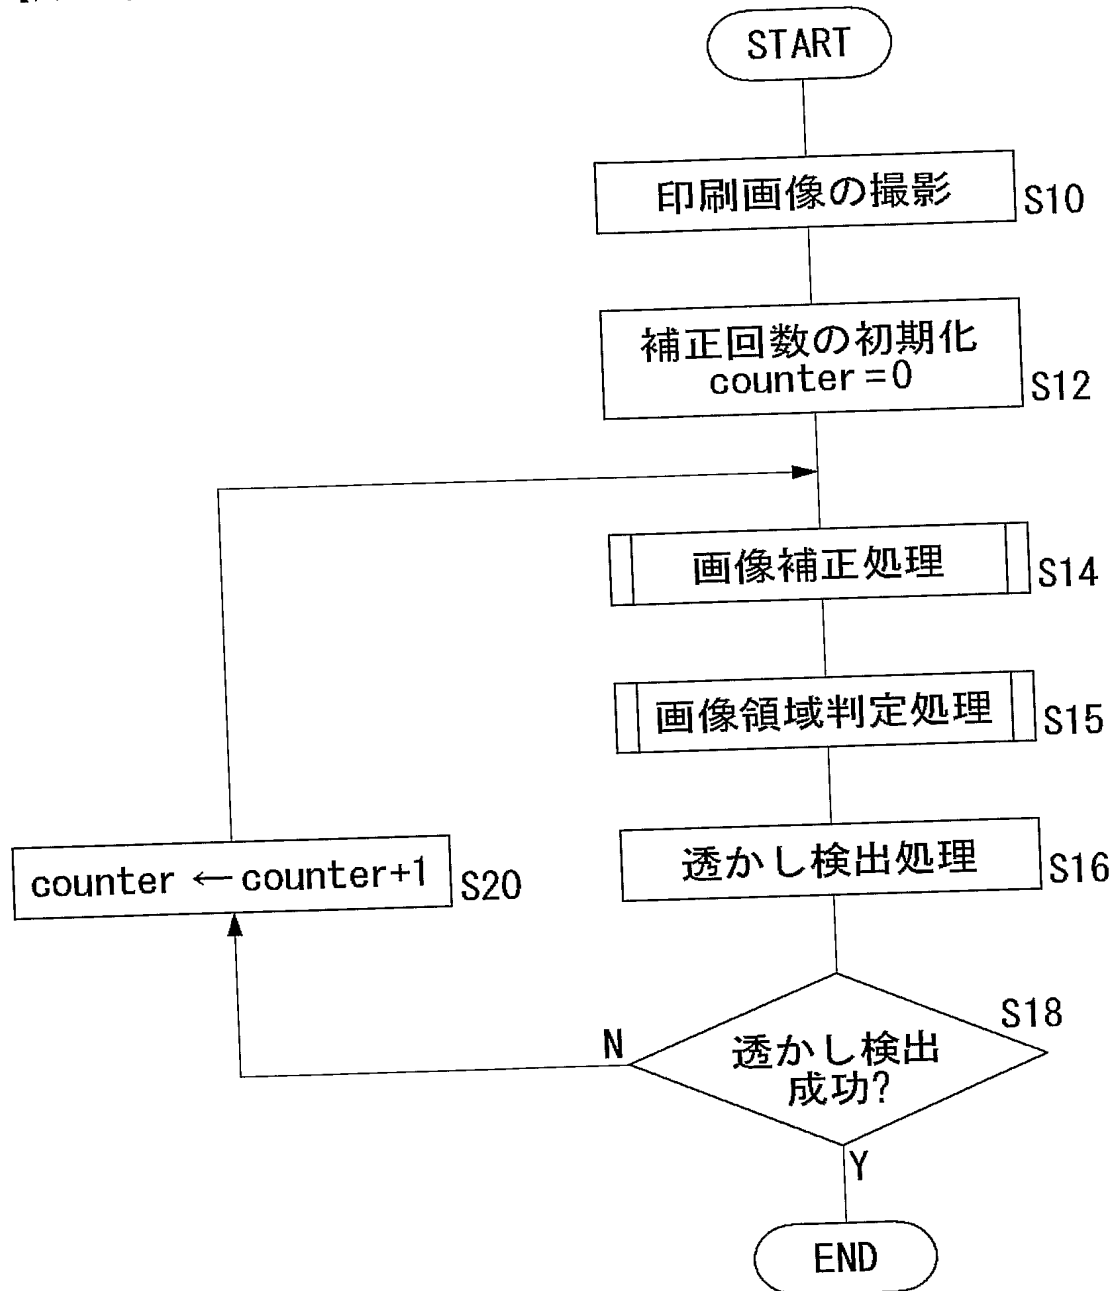 START
印刷画像の撮影
S10
補正回数の初期化
counter=0
S12
画像補正処理
S14
画像領域判定処理
S15
透かし検出処理
S16
counter ← counter+1
S20
透かし検出
成功?
S18
N
Y
END